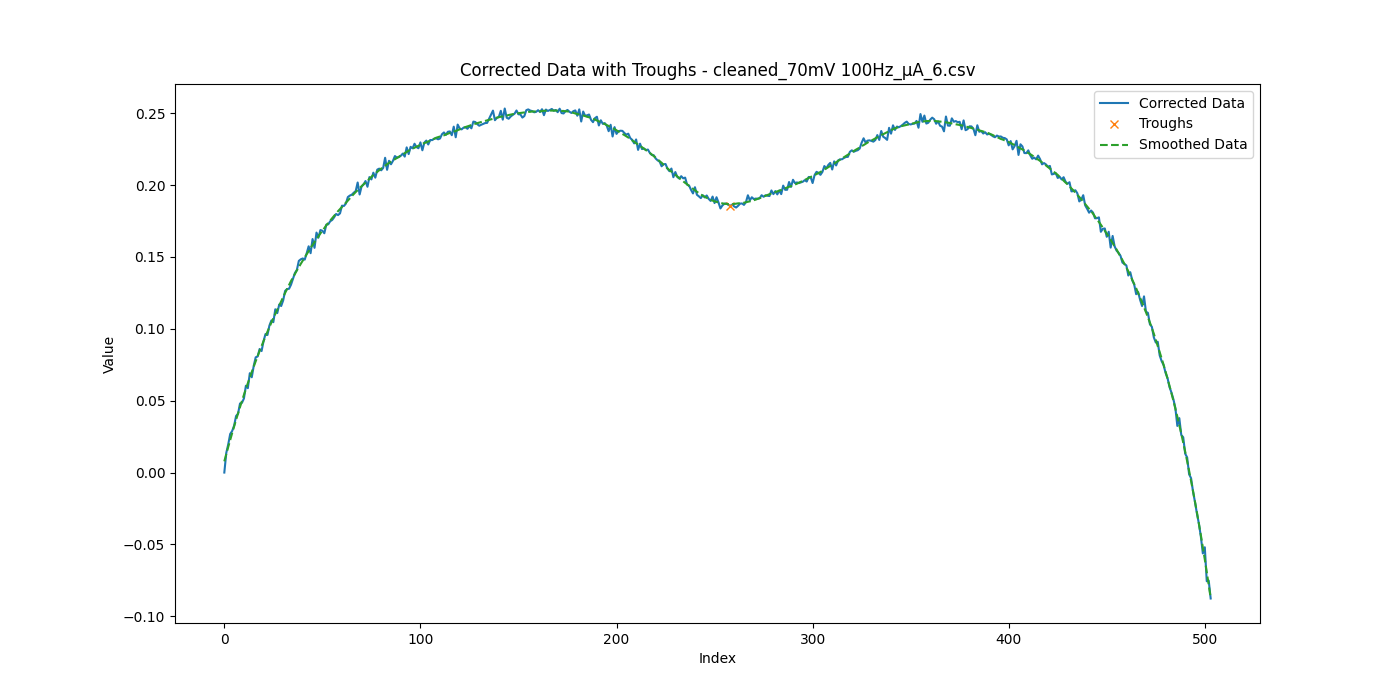 Corrected Data with Troughs - cleaned_70mV 100Hz_µA_6.csv
Corrected Data
Troughs
Smoothed Data
Value
0.25
0.20
0.15
0.10
0.05
0.00
−0.05
−0.10
0 100 200 300 400 500
Index